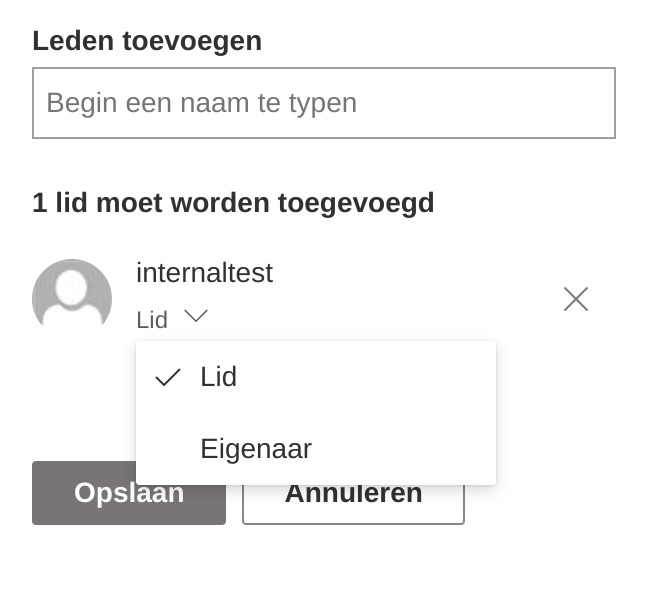 Leden toevoegen
Begin een naam te typen
1 lid moet worden toegevoegd
internaltest
Lid
Lid
Eigenaar
Opslaan
Annuleren